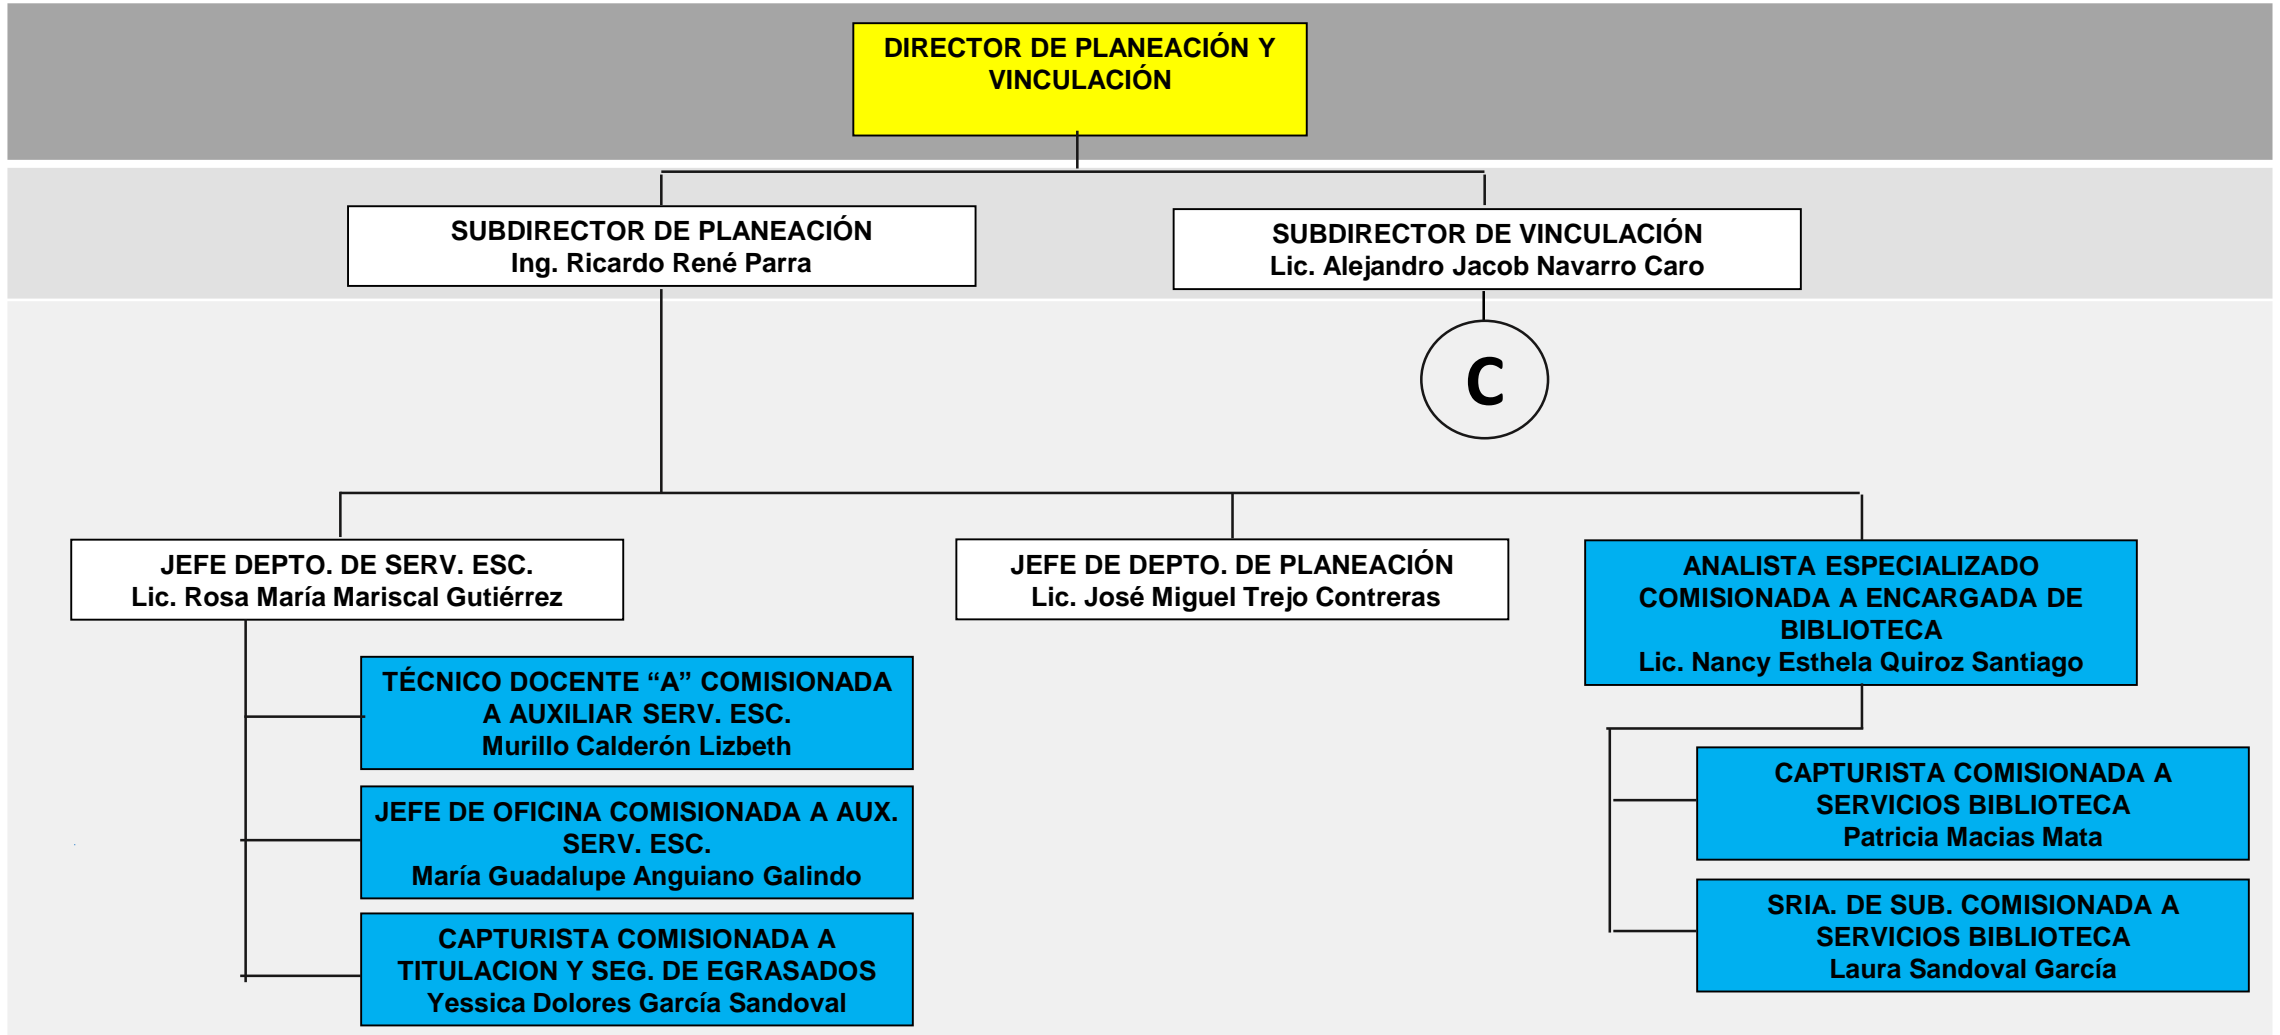 DIRECTOR DE PLANEACIÓN Y
VINCULACIÓN
SUBDIRECTOR DE PLANEACIÓN
Ing. Ricardo René Parra
SUBDIRECTOR DE VINCULACIÓN
Lic. Alejandro Jacob Navarro Caro
C
JEFE DEPTO. DE SERV. ESC.
Lic. Rosa María Mariscal Gutiérrez
JEFE DE DEPTO. DE PLANEACIÓN
Lic. José Miguel Trejo Contreras
ANALISTA ESPECIALIZADO
COMISIONADA A ENCARGADA DE
BIBLIOTECA
Lic. Nancy Esthela Quiroz Santiago
TÉCNICO DOCENTE “A” COMISIONADA
A AUXILIAR SERV. ESC.
Murillo Calderón Lizbeth
JEFE DE OFICINA COMISIONADA A AUX.
SERV. ESC.
María Guadalupe Anguiano Galindo
CAPTURISTA COMISIONADA A
TITULACION Y SEG. DE EGRASADOS
Yessica Dolores García Sandoval
CAPTURISTA COMISIONADA A
SERVICIOS BIBLIOTECA
Patricia Macias Mata
SRIA. DE SUB. COMISIONADA A
SERVICIOS BIBLIOTECA
Laura Sandoval García